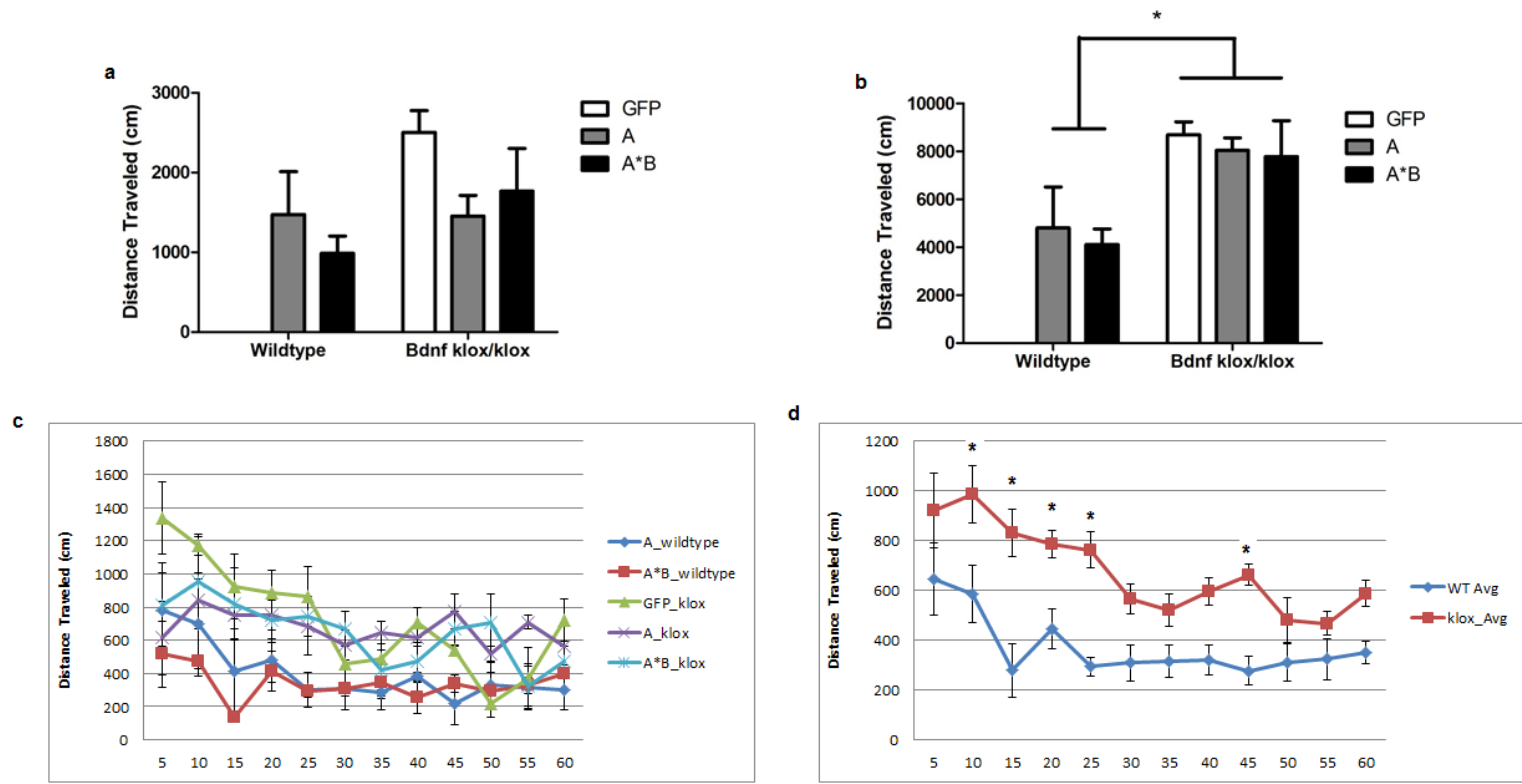 a
Distance Traveled (cm)
3000
2000
1000
0
Wildtype
Bdnf klox/klox
GFP
A
A*B
b
*
Distance Traveled (cm)
10000
8000
6000
4000
2000
0
Wildtype
Bdnf klox/klox
GFP
A
A*B
c
Distance Traveled (cm)
1800
1600
1400
1200
1000
800
600
400
200
0
5 10 15 20 25 30 35 40 45 50 55 60
A_wildtype
A*B_wildtype
GFP_klox
A_klox
A*B_klox
d
Distance Traveled (cm)
1200
1000
800
600
400
200
0
* * * * *
5 10 15 20 25 30 35 40 45 50 55 60
WT Avg
klox_Avg